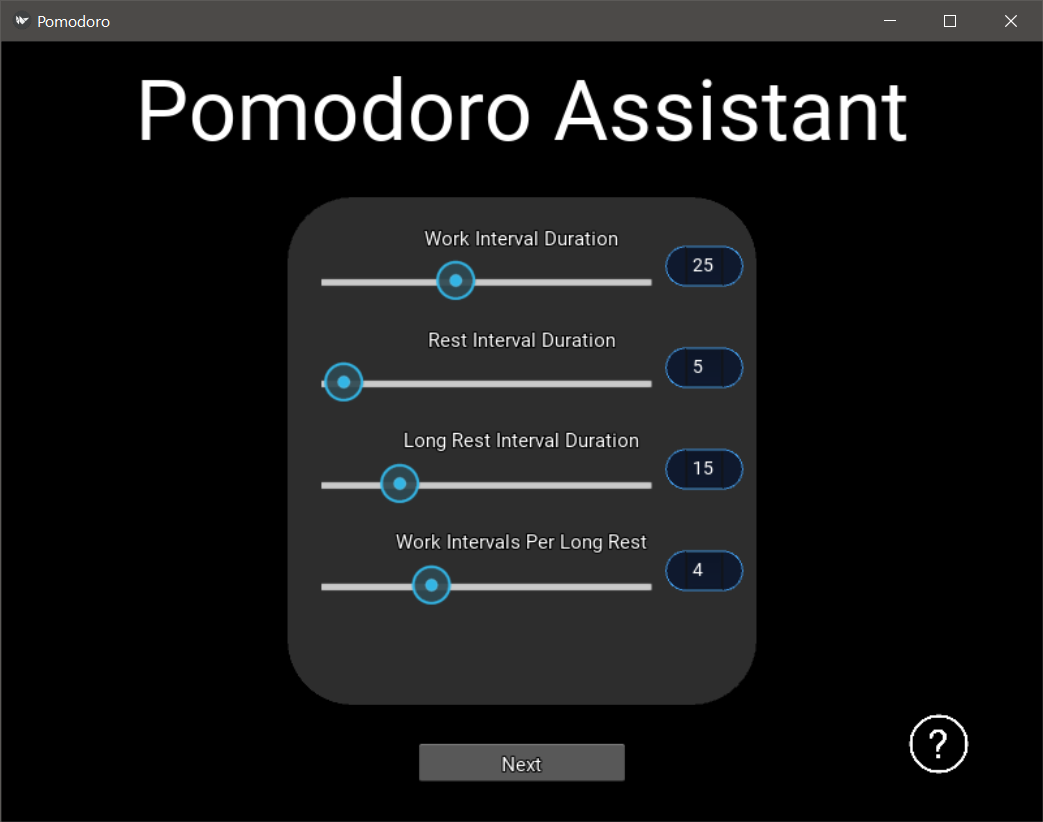 Pomodoro
Pomodoro Assistant
Work Interval Duration
25
Rest Interval Duration
5
Long Rest Interval Duration
15
Work Intervals Per Long Rest
4
?
Next